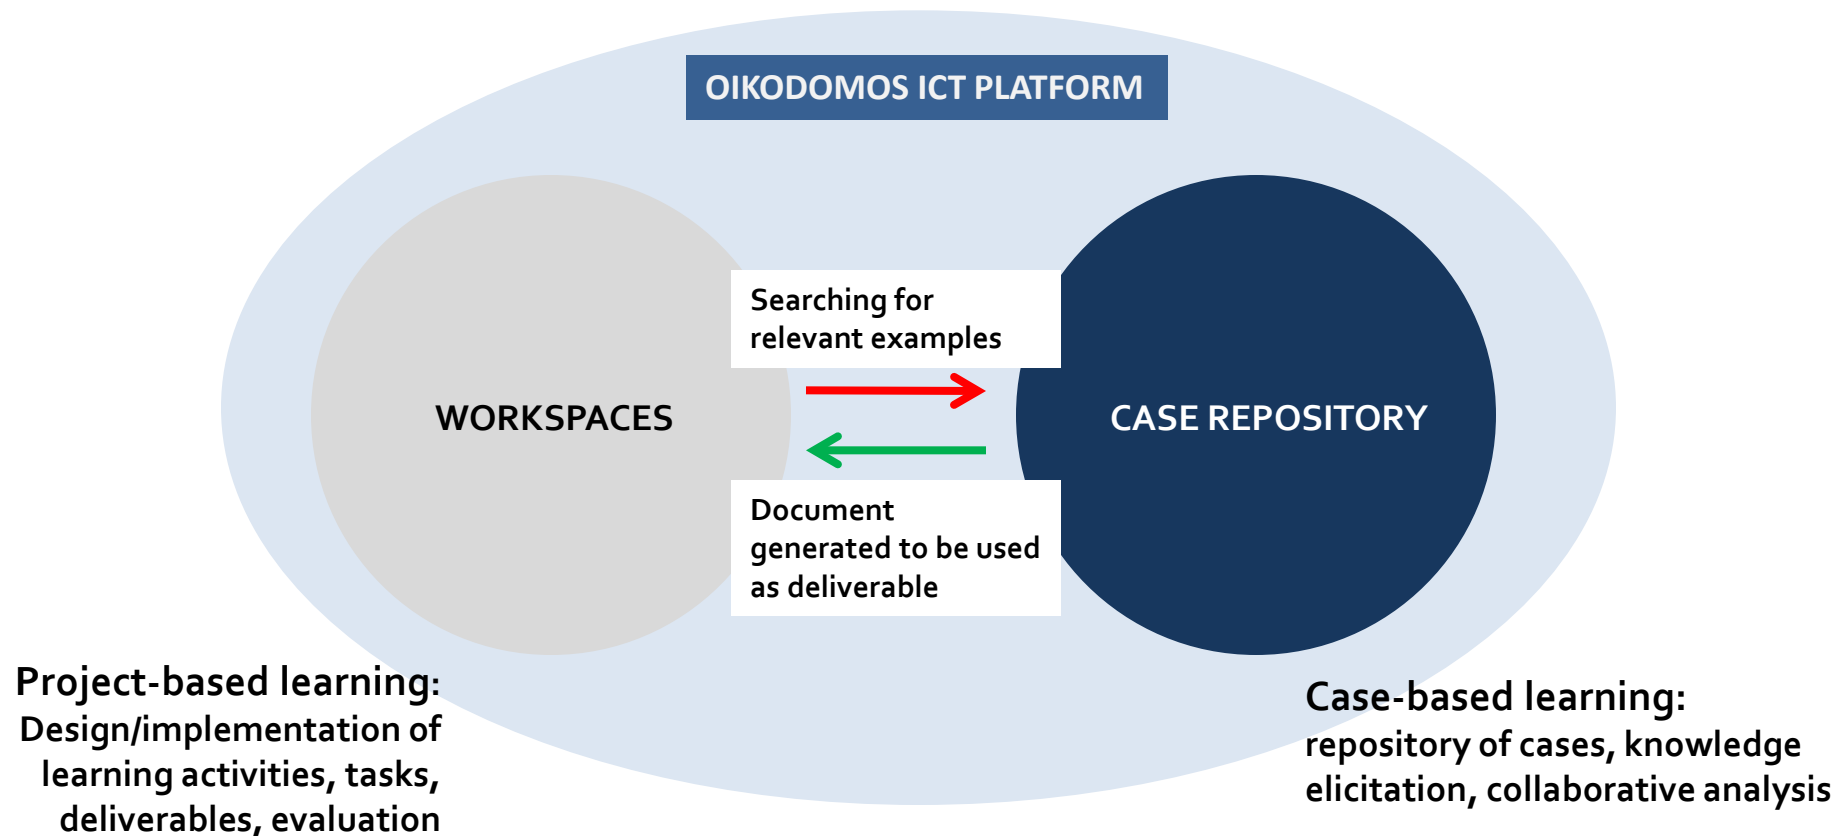 OIKODOMOS ICT PLATFORM
Searching for
relevant examples
WORKSPACES
CASE REPOSITORY
Document
generated to be used
as deliverable
Project-based learning:
Design/implementation of
learning activities, tasks,
deliverables, evaluation
Case-based learning:
repository of cases, knowledge
elicitation, collaborative analysis